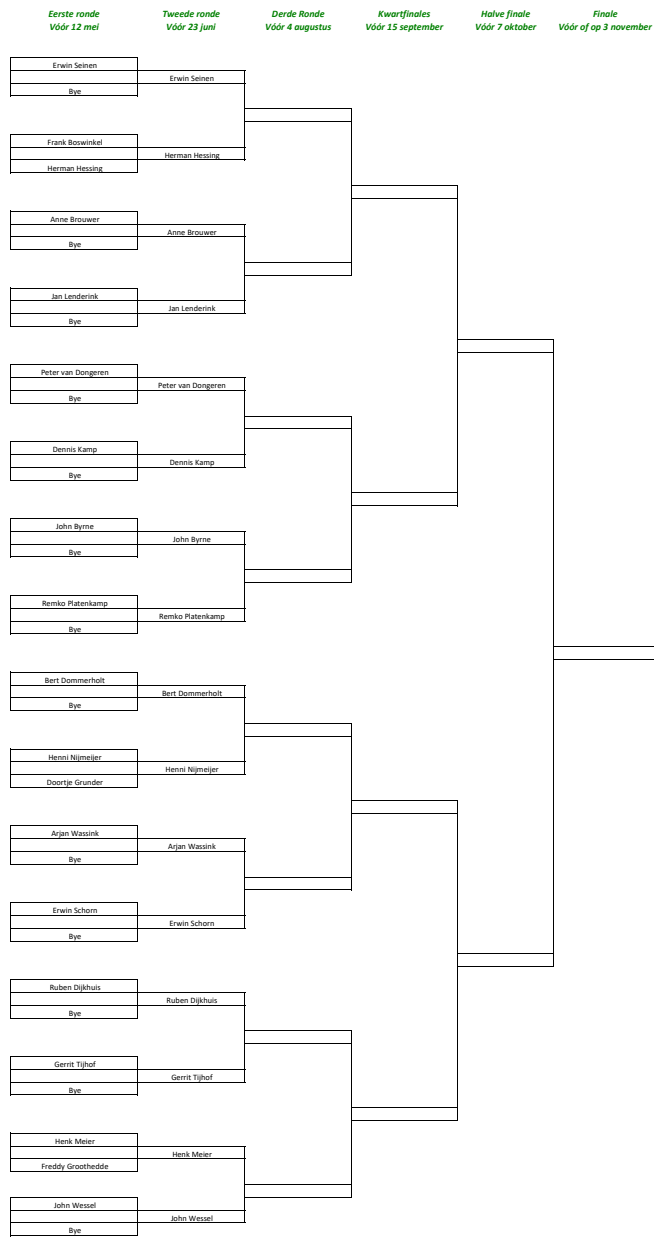 Eerste ronde Tweede ronde Derde Ronde Kwartfinales Halve finale Finale
Vóór 12 mei Vóór 23 juni Vóór 4 augustus Vóór 15 september Vóór 7 oktober Vóór of op 3 november
Erwin Seinen
Erwin Seinen
Bye
Frank Boswinkel
Herman Hessing
Herman Hessing
Anne Brouwer
Anne Brouwer
Bye
Jan Lenderink
Jan Lenderink
Bye
Peter van Dongeren
Peter van Dongeren
Bye
Dennis Kamp
Dennis Kamp
Bye
John Byrne
John Byrne
Bye
Remko Platenkamp
Remko Platenkamp
Bye
Bert Dommerholt
Bert Dommerholt
Bye
Henni Nijmeijer
Henni Nijmeijer
Doortje Grunder
Arjan Wassink
Arjan Wassink
Bye
Erwin Schorn
Erwin Schorn
Bye
Ruben Dijkhuis
Ruben Dijkhuis
Bye
Gerrit Tijhof
Gerrit Tijhof
Bye
Henk Meier
Henk Meier
Freddy Groothedde
John Wessel
John Wessel
Bye